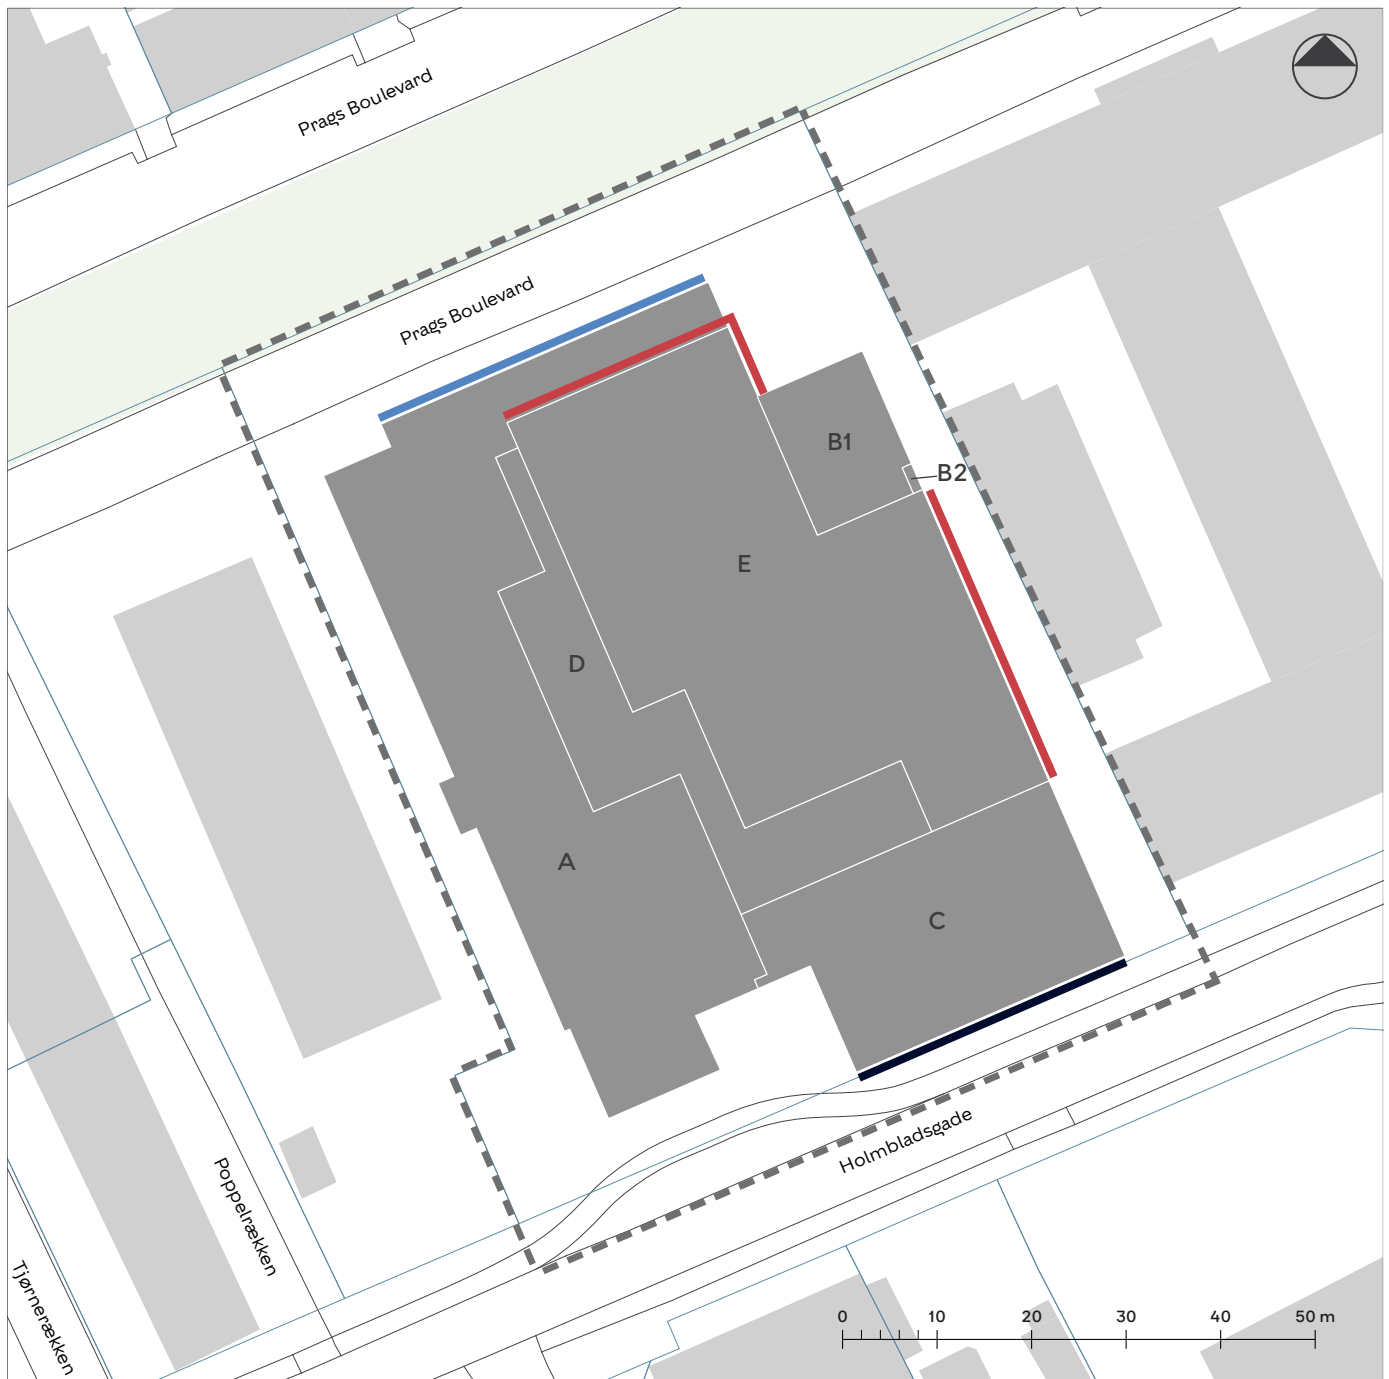 Prags Boulevard
Prags Boulevard
B1
B2
E
D
A
C
Holmbladsgade
Poppelrækken
Tjørnerækken
0 10 20 30 40 50 m